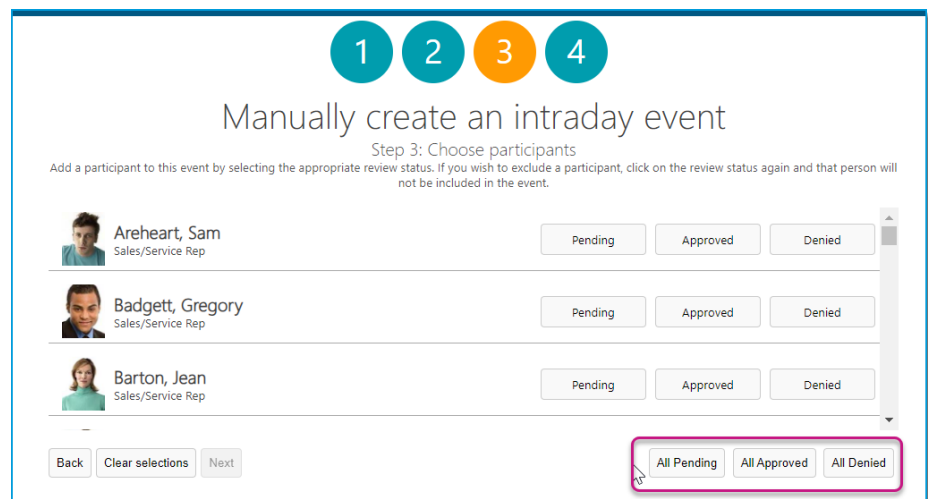 1 2 3 4
Manually create an intraday event
Step 3: Choose participants
Add a participant to this event by selecting the appropriate review status. If you wish to exclude a participant, click on the review status again and that person will
not be included in the event.
Areheart, Sam
Sales/Service Rep
Pending Approved Denied
Badgett, Gregory
Sales/Service Rep
Pending Approved Denied
Barton, Jean
Sales/Service Rep
Pending Approved Denied
Back Clear selections Next All Pending All Approved All Denied